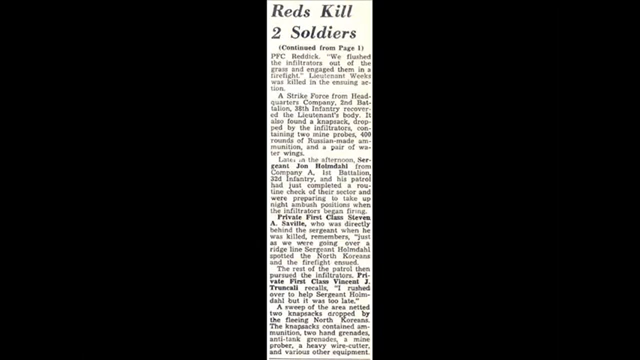 Reds Kill
2 Soldiers
(Continued from Page 1)
PFC Reddick. "We flushed
the infiltrators out of the
grass and engaged them in a
firefight." Lieutenant Weeks
was killed in the ensuing ac-
tion.
A Strike Force from Head-
quarters Company, 2nd Bat-
talion, 38th Infantry recover-
ed the Lieutenant's body. It
also found a knapsack, drop-
ped by the infiltrators, con-
taining two mine probes, 400
rounds of Russian-made am-
munition, and a pair of wa-
ter wings.
Later in the afternoon, Ser-
geant Jon Holmdahl from
Company A, 1st Battalion,
32d Infantry, and his patrol
had just completed a rou-
tine check of their sector and
were preparing to take up
night ambush positions when
the infiltrators began firing.
Private First Class Steven
A. Saville, who was directly
behind the sergeant when he
was killed, remembers, "just
as we were going over a
ridge line Sergeant Holmdahl
spotted the North Koreans
and the firefight ensued.
The rest of the patrol then
pursued the infiltrators. Pri-
vate First Class Vincent J.
Truncali recalls, "I rushed
over to help Sergeant Holm-
dahl but it was too late."
A sweep of the area netted
two knapsacks dropped by
the fleeing North Koreans.
The knapsacks contained am-
munition, two hand grenades,
anti-tank grenades, a mine
probe, a heavy wire-cutter,
and various other equipment.